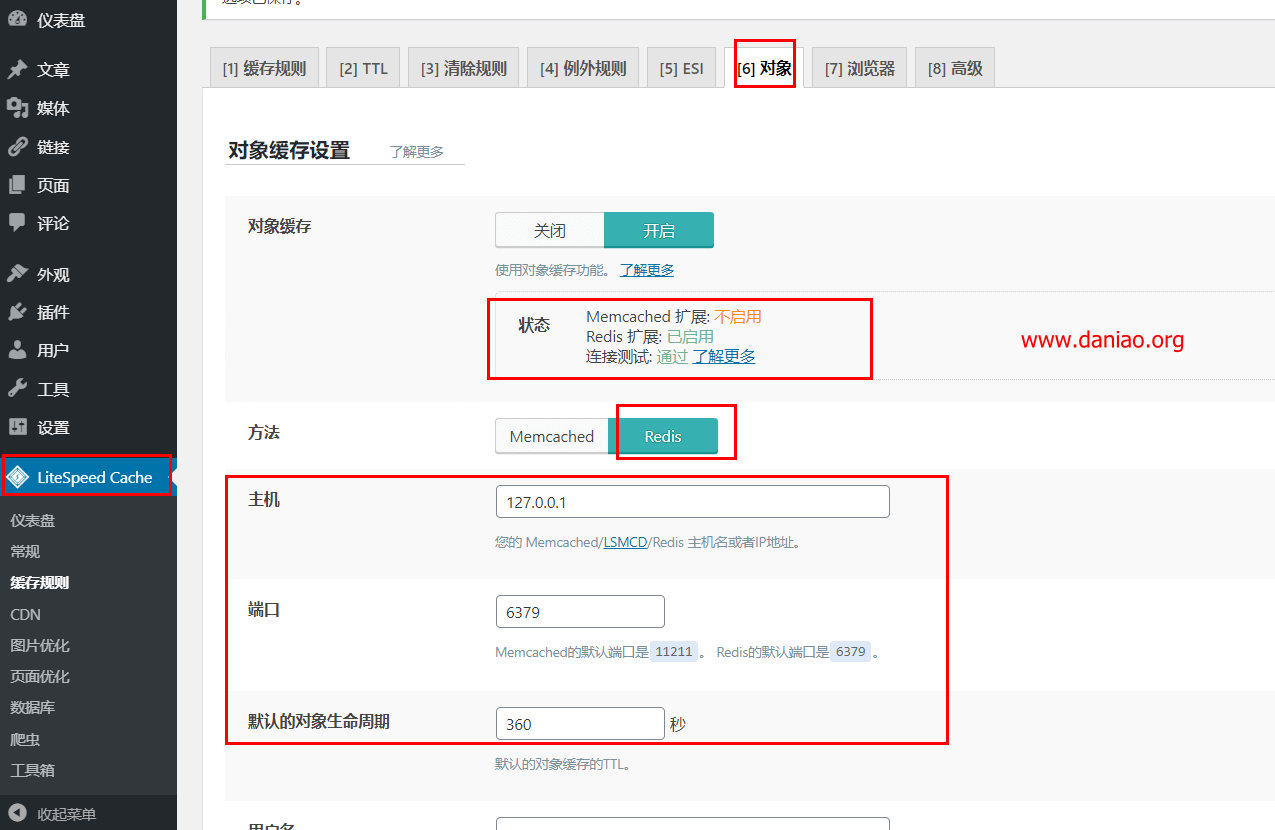 选项已保存。
仪表盘
文章
媒体
链接
页面
评论
外观
插件
用户
工具
设置
LiteSpeed Cache
仪表盘
常规
缓存规则
CDN
图片优化
页面优化
数据库
爬虫
工具箱
收起菜单
[1] 缓存规则 [2] TTL [3] 清除规则 [4] 例外规则 [5] ESI [6] 对象 [7] 浏览器 [8] 高级
对象缓存设置 了解更多
对象缓存 关闭 开启
使用对象缓存功能。 了解更多
状态 Memcached 扩展: 不启用
Redis 扩展: 已启用
连接测试: 通过 了解更多
www.daniao.org
方法 Memcached Redis
主机 127.0.0.1
您的 Memcached/LSMCD/Redis 主机名或者IP地址。
端口 6379
Memcached的默认端口是 11211 。 Redis的默认端口是 6379 。
默认的对象生命周期 360 秒
默认的对象缓存的TTL。
用户名